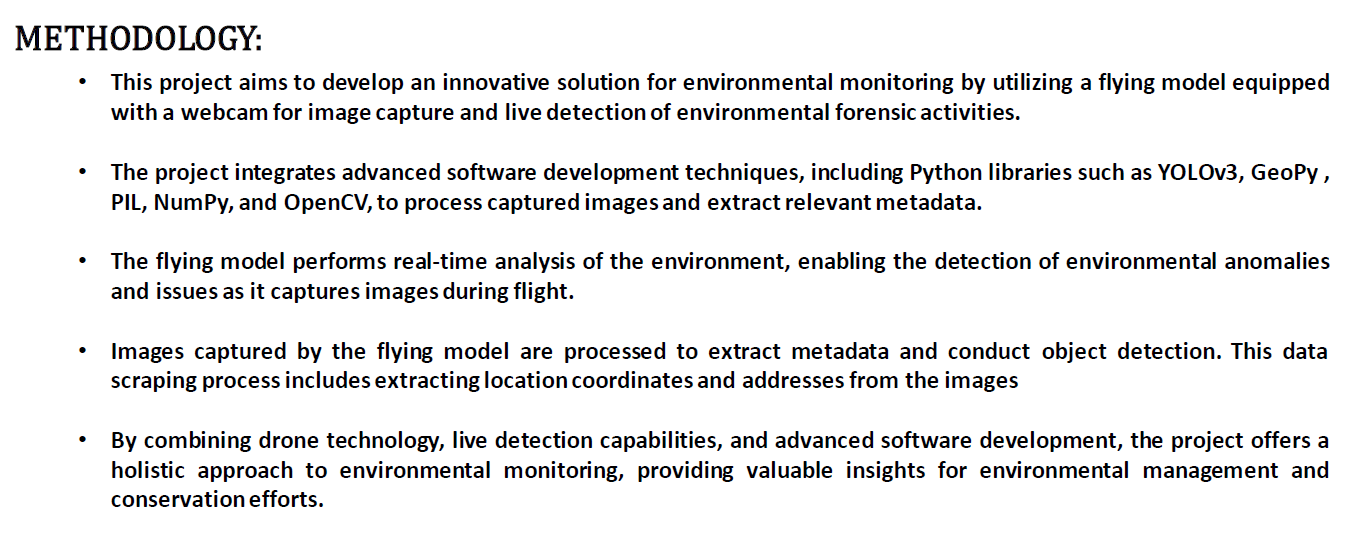 METHODOLOGY:
• This project aims to develop an innovative solution for environmental monitoring by utilizing a flying model equipped
with a webcam for image capture and live detection of environmental forensic activities.
• The project integrates advanced software development techniques, including Python libraries such as YOLOv3, GeoPy ,
PIL, NumPy, and OpenCV, to process captured images and extract relevant metadata.
• The flying model performs real-time analysis of the environment, enabling the detection of environmental anomalies
and issues as it captures images during flight.
• Images captured by the flying model are processed to extract metadata and conduct object detection. This data
scraping process includes extracting location coordinates and addresses from the images
• By combining drone technology, live detection capabilities, and advanced software development, the project offers a
holistic approach to environmental monitoring, providing valuable insights for environmental management and
conservation efforts.